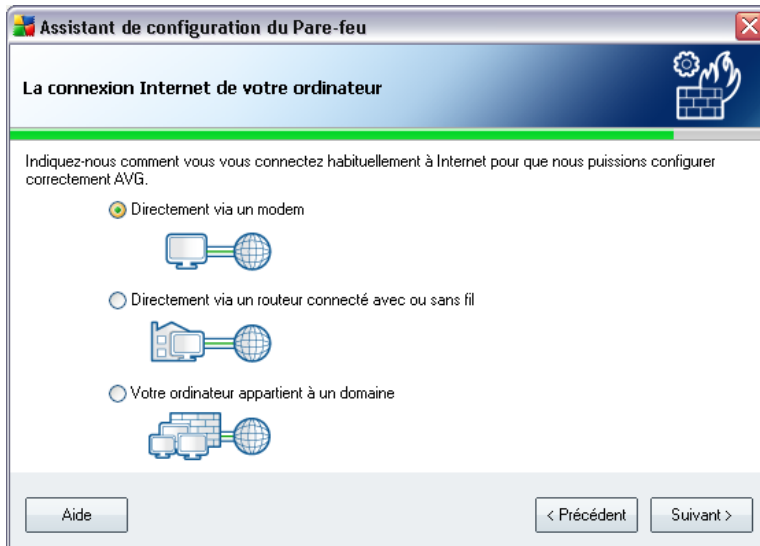 Assistant de configuration du Pare-feu
La connexion Internet de votre ordinateur
Indiquez-nous comment vous vous connectez habituellement à Internet pour que nous puissions configurer
correctement AVG.
Directement via un modem
Directement via un routeur connecté avec ou sans fil
Votre ordinateur appartient à un domaine
Aide
< Précédent
Suivant >